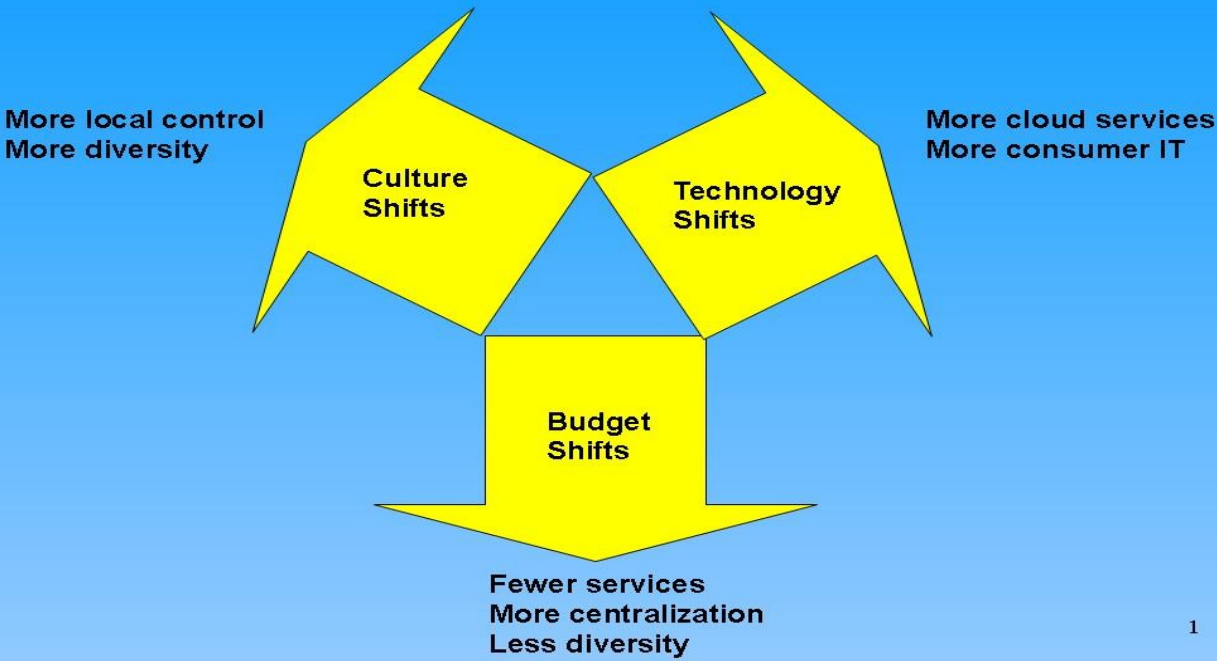 More local control
More diversity
Culture
Shifts
Technology
Shifts
More cloud services
More consumer IT
Budget
Shifts
Fewer services
More centralization
Less diversity
1